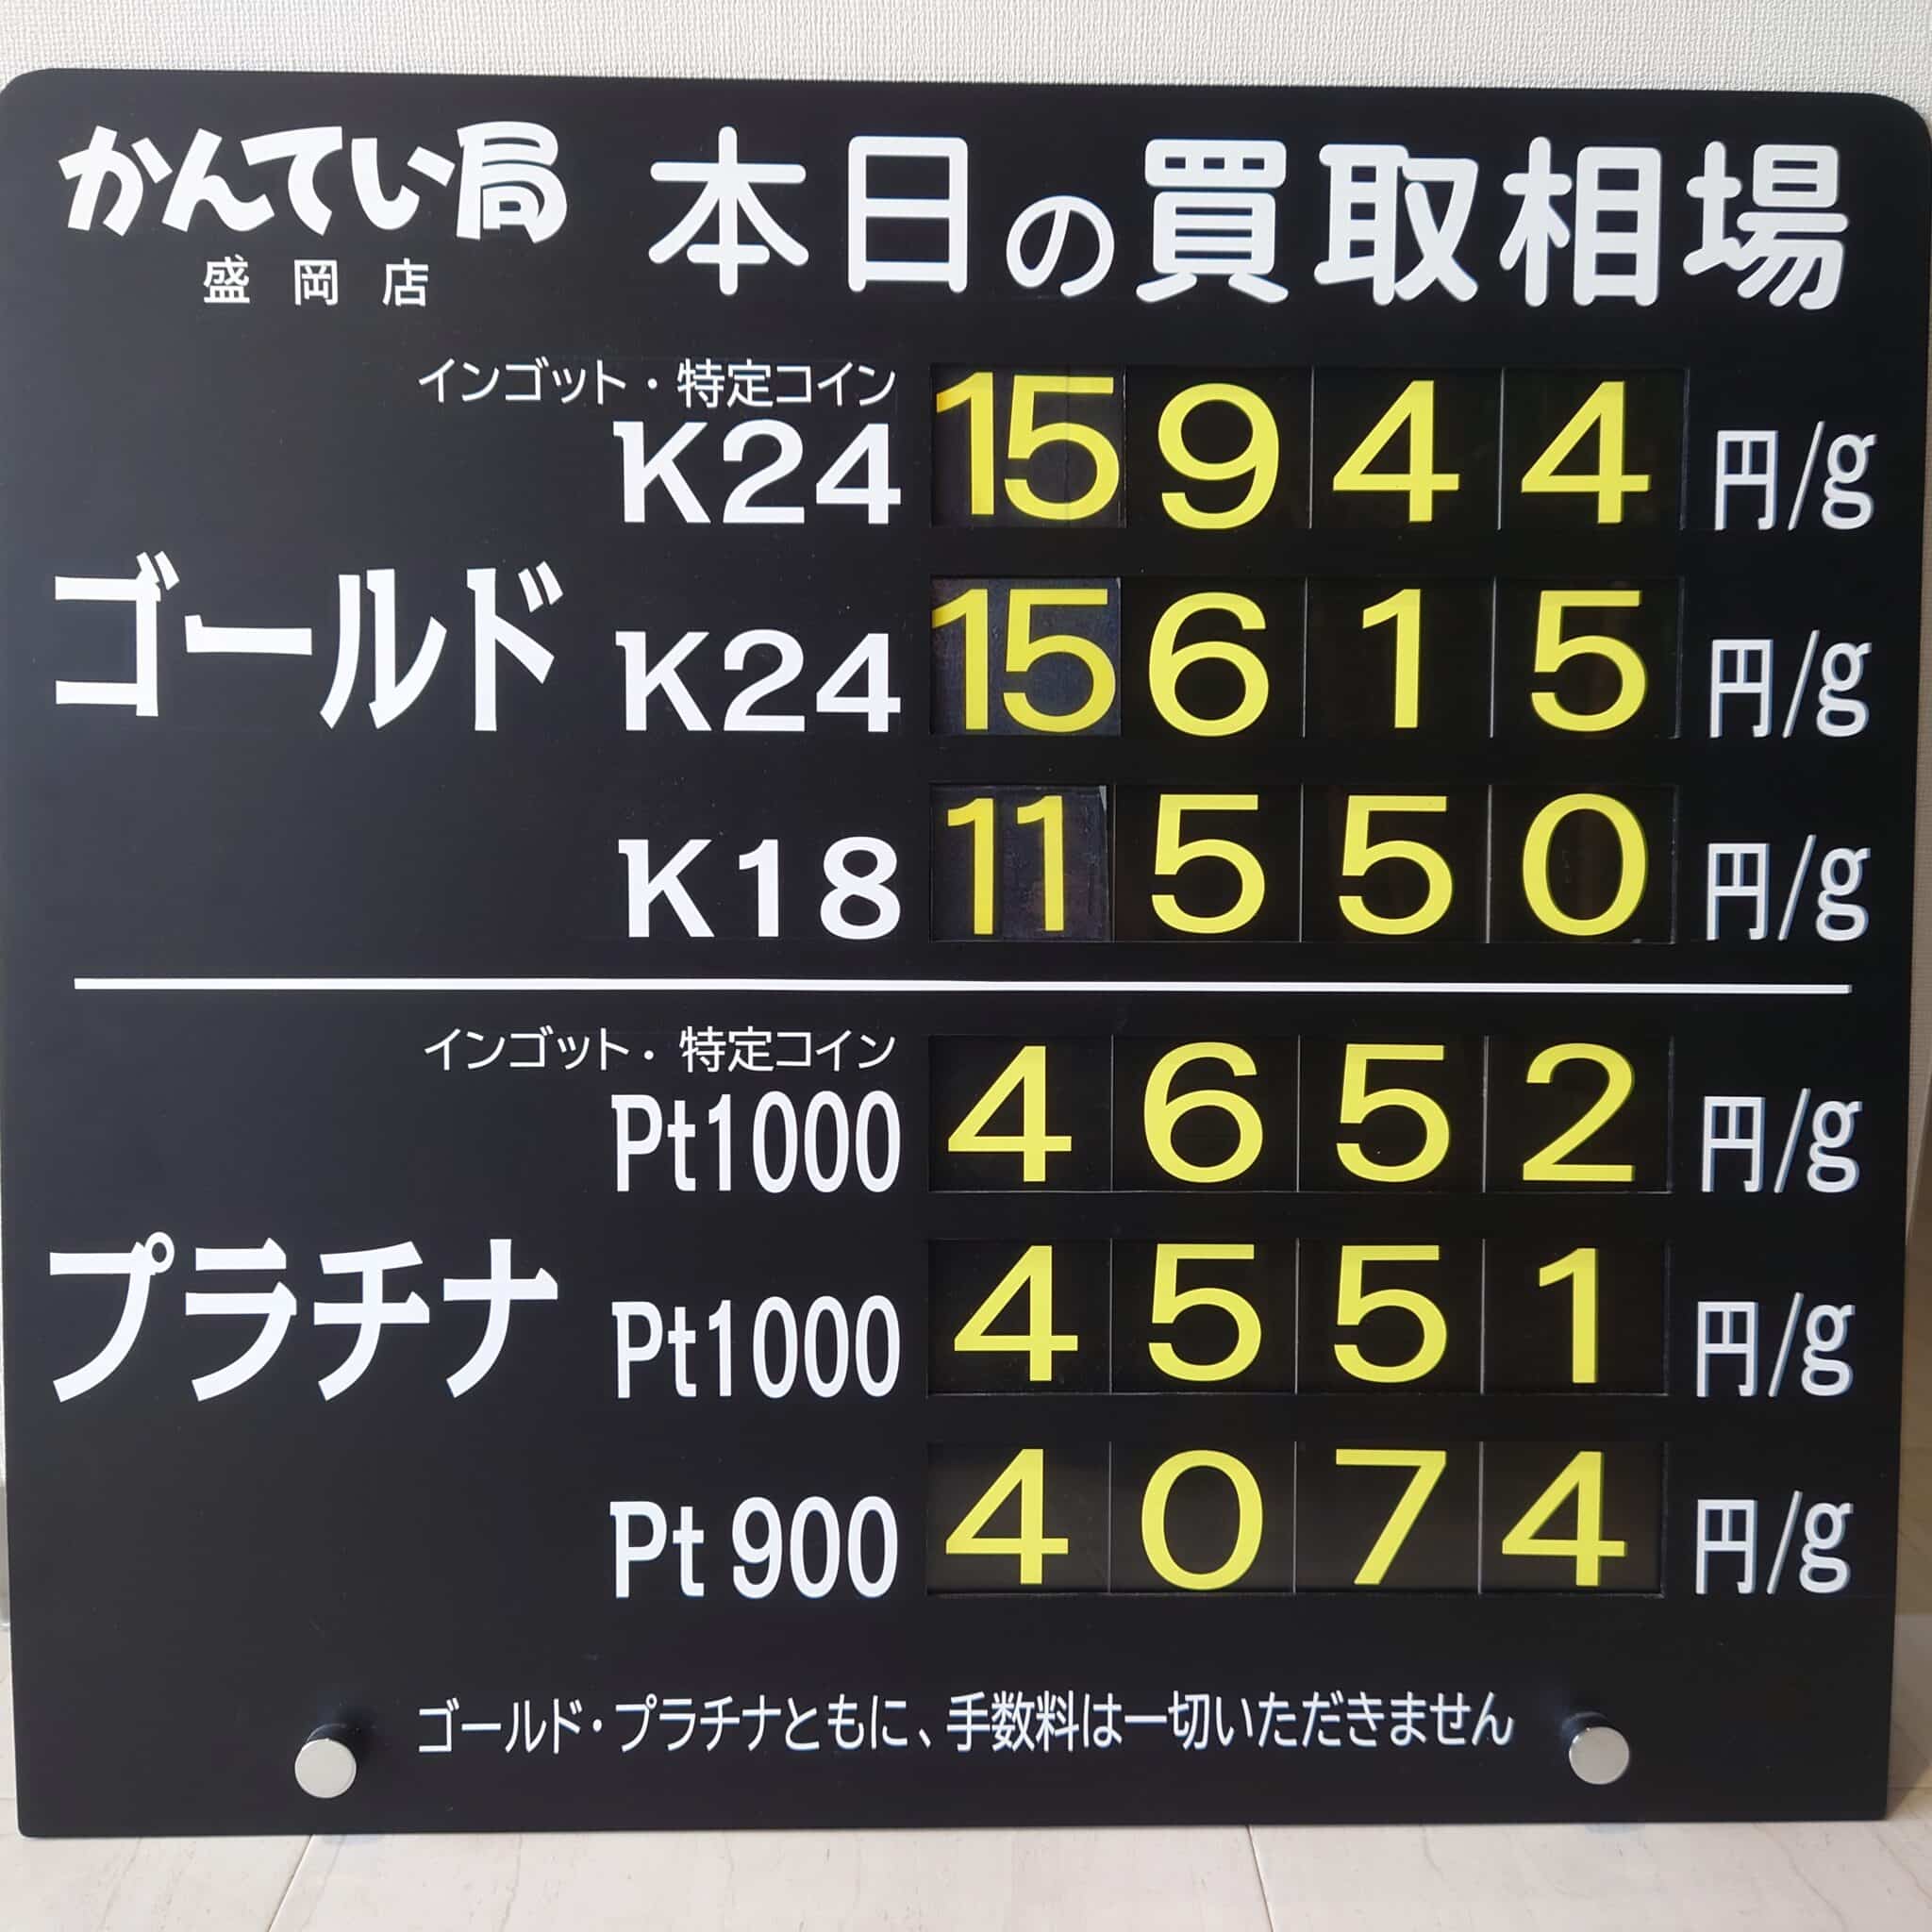 かんてい局 本日の買取相場
盛岡店
インゴット・特定コイン
K24 15944 円/g
ゴールド K24 15615 円/g
K18 11550 円/g
インゴット・特定コイン
Pt1000 4652 円/g
プラチナ Pt1000 4551 円/g
Pt900 4074 円/g
ゴールド・プラチナともに、手数料は一切いただきません